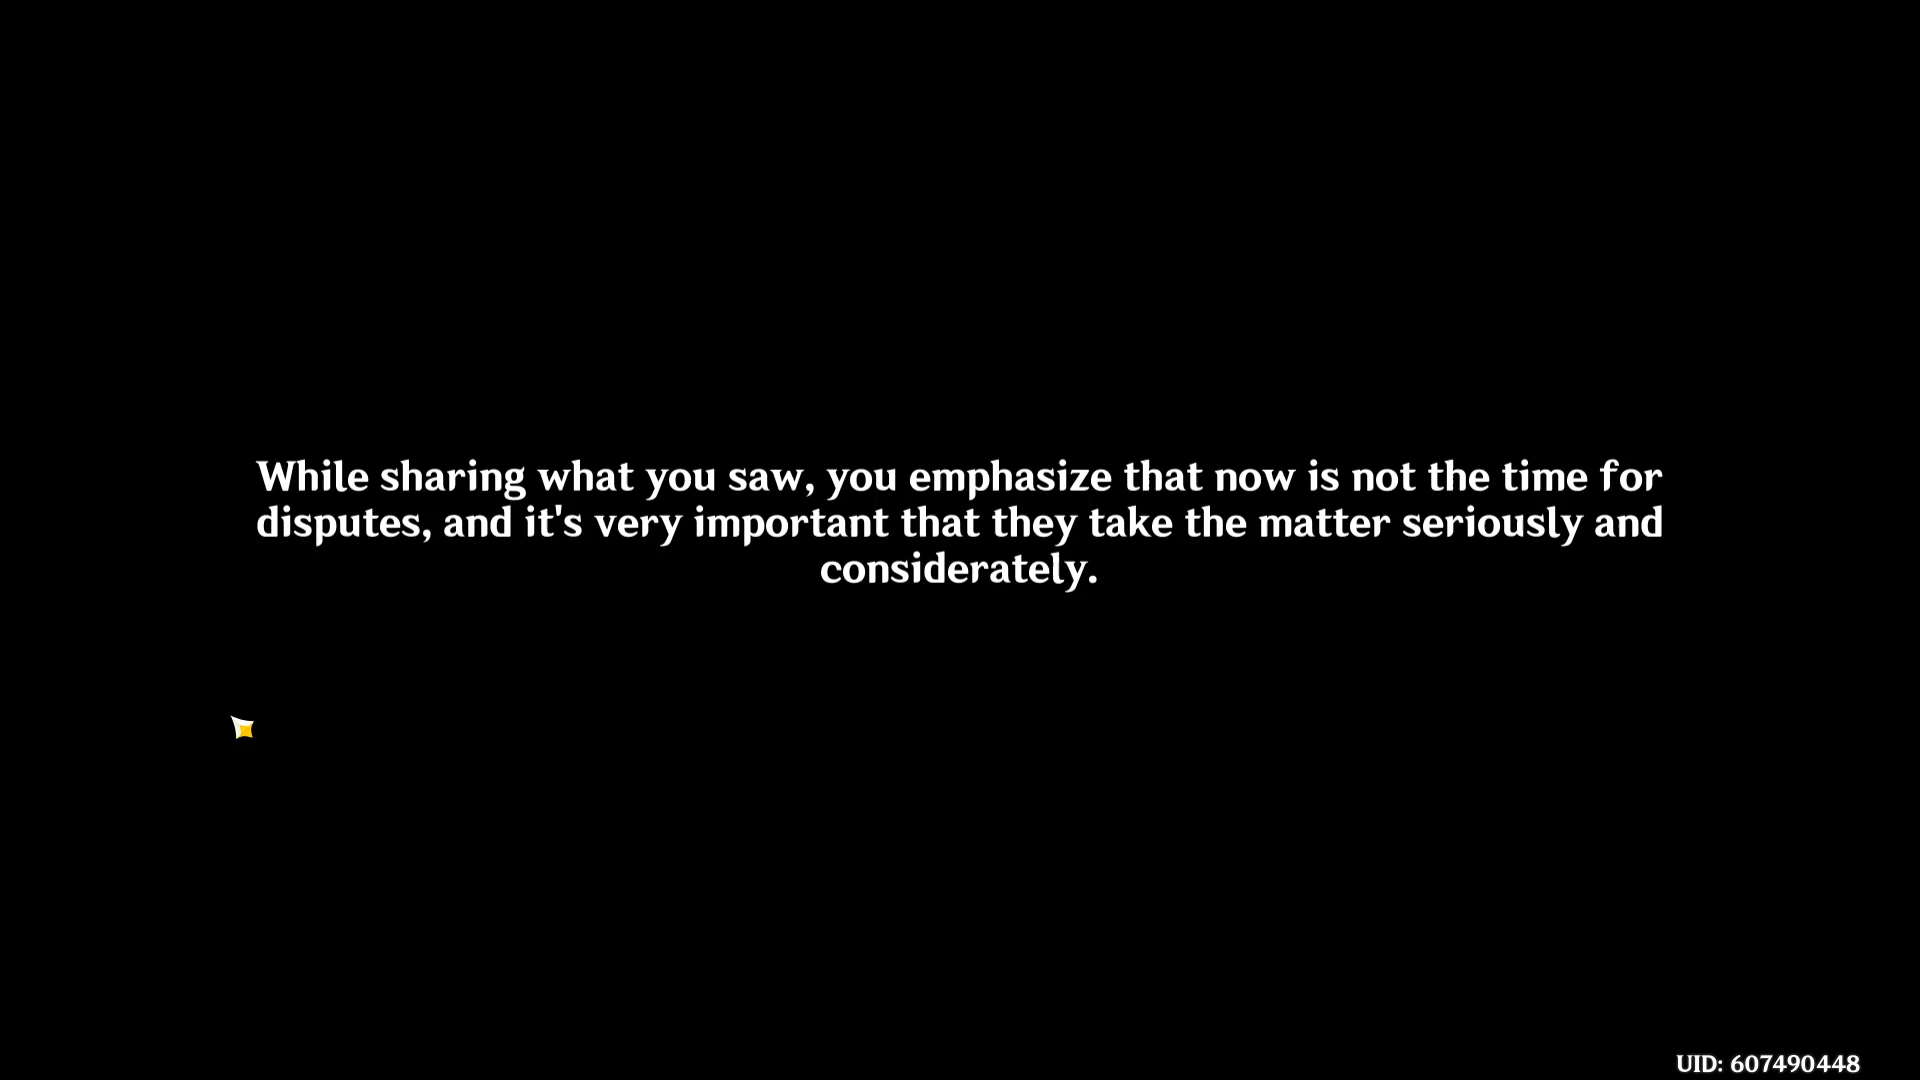 While sharing what you saw, you emphasize that now is not the time for
disputes, and it's very important that they take the matter seriously and
considerately.
UID: 607490448